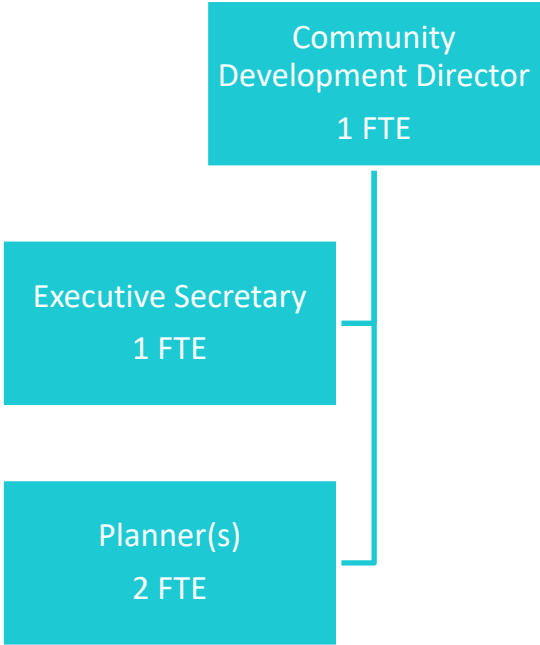 Community
Development Director
1 FTE
Executive Secretary
1 FTE
Planner(s)
2 FTE